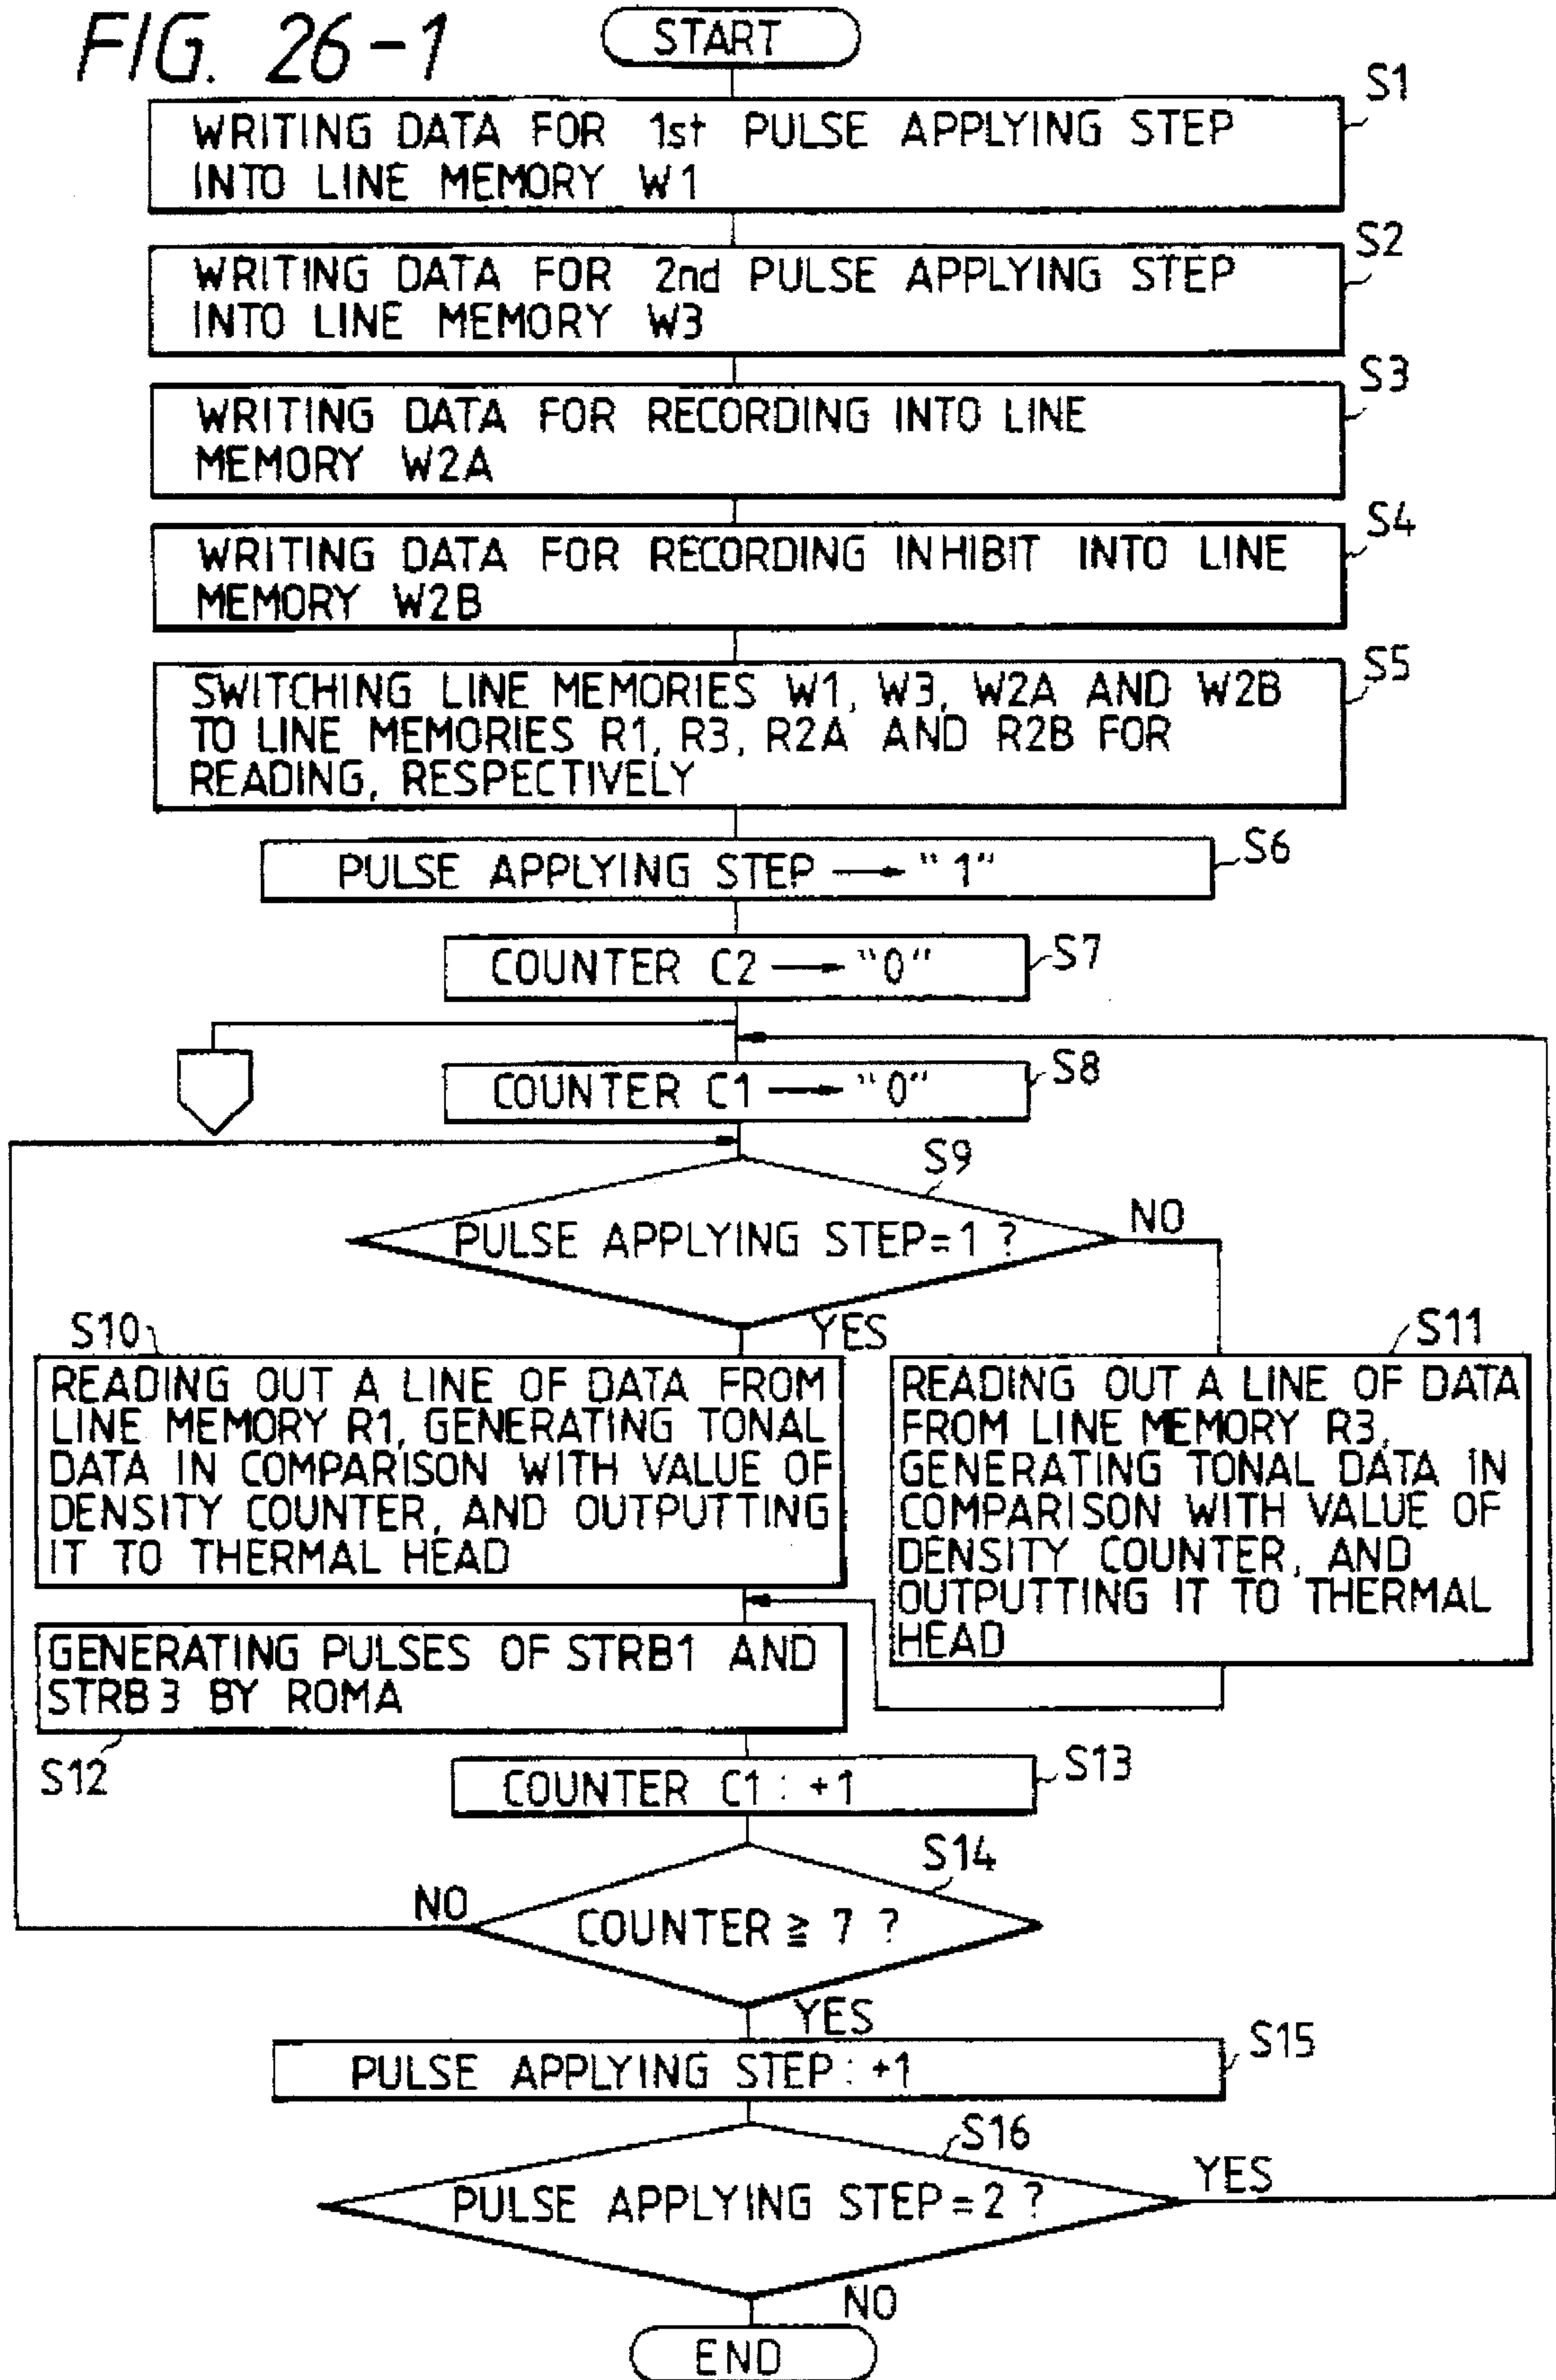 FIG. 26-1
START
S1
WRITING DATA FOR 1st PULSE APPLYING STEP
INTO LINE MEMORY W1
S2
WRITING DATA FOR 2nd PULSE APPLYING STEP
INTO LINE MEMORY W3
S3
WRITING DATA FOR RECORDING INTO LINE
MEMORY W2A
S4
WRITING DATA FOR RECORDING INHIBIT INTO LINE
MEMORY W2B
S5
SWITCHING LINE MEMORIES W1, W3, W2A AND W2B
TO LINE MEMORIES R1, R3, R2A AND R2B FOR
READING, RESPECTIVELY
S6
PULSE APPLYING STEP → "1"
S7
COUNTER C2 → "0"
S8
COUNTER C1 → "0"
S9
PULSE APPLYING STEP=1 ?
NO
YES
S10
READING OUT A LINE OF DATA FROM
LINE MEMORY R1, GENERATING TONAL
DATA IN COMPARISON WITH VALUE OF
DENSITY COUNTER, AND OUTPUTTING
IT TO THERMAL HEAD
S11
READING OUT A LINE OF DATA
FROM LINE MEMORY R3,
GENERATING TONAL DATA IN
COMPARISON WITH VALUE OF
DENSITY COUNTER, AND
OUTPUTTING IT TO THERMAL
HEAD
GENERATING PULSES OF STRB1 AND
STRB3 BY ROMA
S12
S13
COUNTER C1 : +1
S14
NO
COUNTER ≧ 7 ?
YES
S15
PULSE APPLYING STEP : +1
S16
YES
PULSE APPLYING STEP=2 ?
NO
END